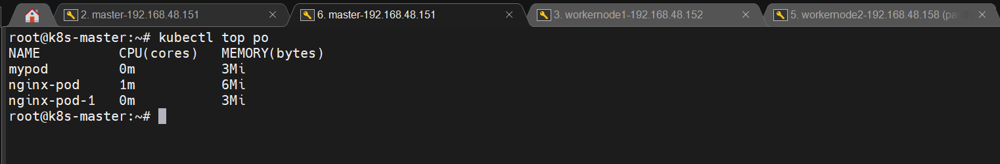 2. master-192.168.48.151
6. master-192.168.48.151
3. workernode1-192.168.48.152
5. workernode2-192.168.48.158
root@k8s-master:~# kubectl top po
NAME          CPU(cores)   MEMORY(bytes)
mypod         0m           3Mi
nginx-pod     1m           6Mi
nginx-pod-1   0m           3Mi
root@k8s-master:~#